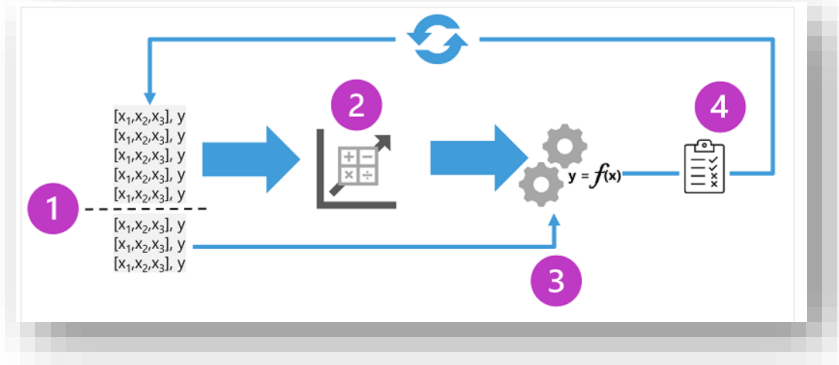 2
4
[x₁,x₂,x₃], y
[x₁,x₂,x₃], y
[x₁,x₂,x₃], y
[x₁,x₂,x₃], y
[x₁,x₂,x₃], y
1
[x₁,x₂,x₃], y
[x₁,x₂,x₃], y
[x₁,x₂,x₃], y
+ −
× ÷
y = f(x)
3